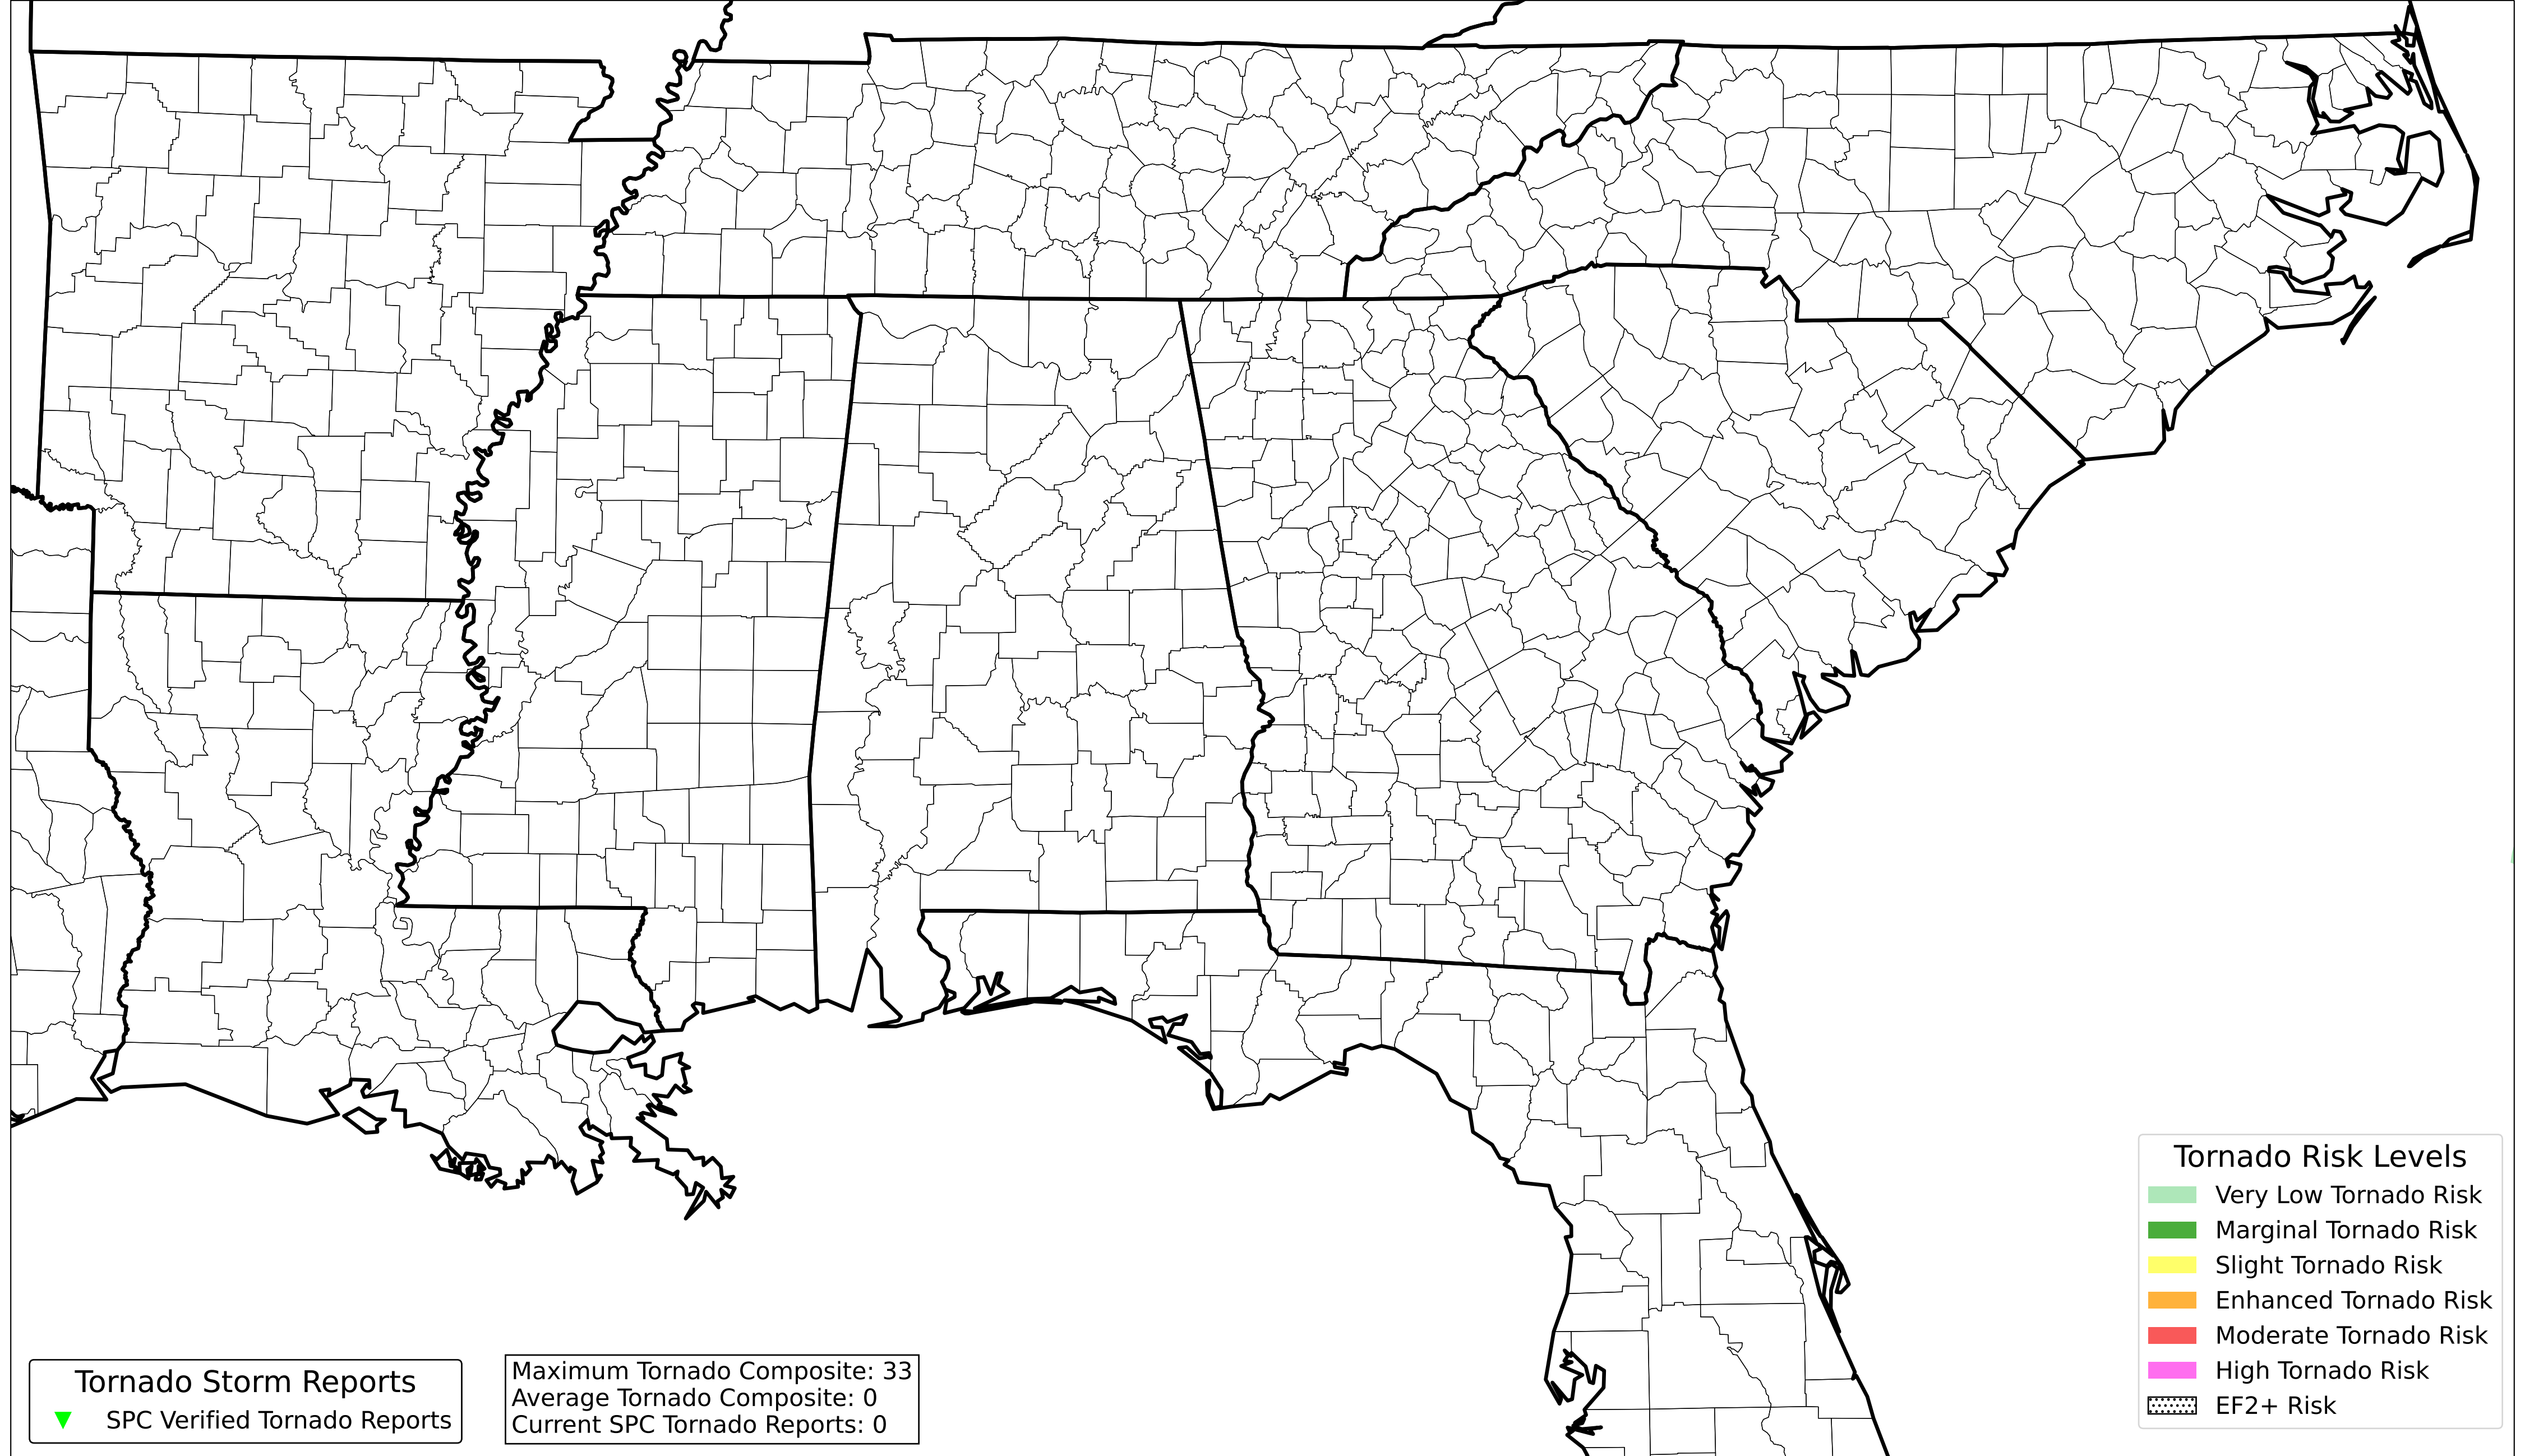 Tornado Storm Reports
SPC Verified Tornado Reports
Maximum Tornado Composite: 33
Average Tornado Composite: 0
Current SPC Tornado Reports: 0
Tornado Risk Levels
Very Low Tornado Risk
Marginal Tornado Risk
Slight Tornado Risk
Enhanced Tornado Risk
Moderate Tornado Risk
High Tornado Risk
EF2+ Risk